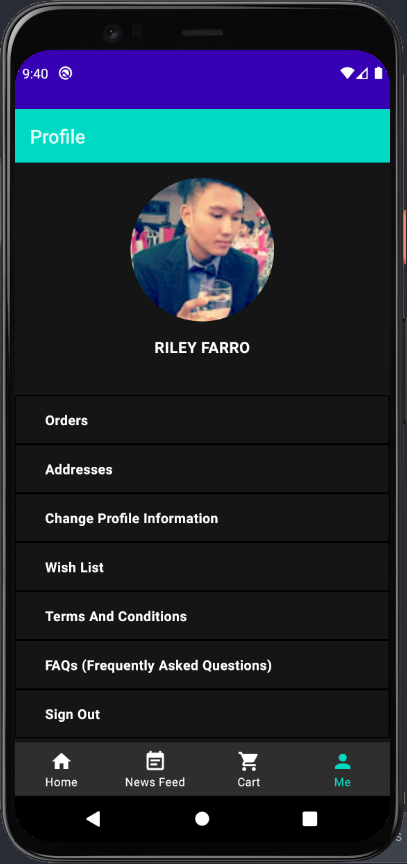 9:40
Profile
RILEY FARRO
Orders
Addresses
Change Profile Information
Wish List
Terms And Conditions
FAQs (Frequently Asked Questions)
Sign Out
Home News Feed Cart Me